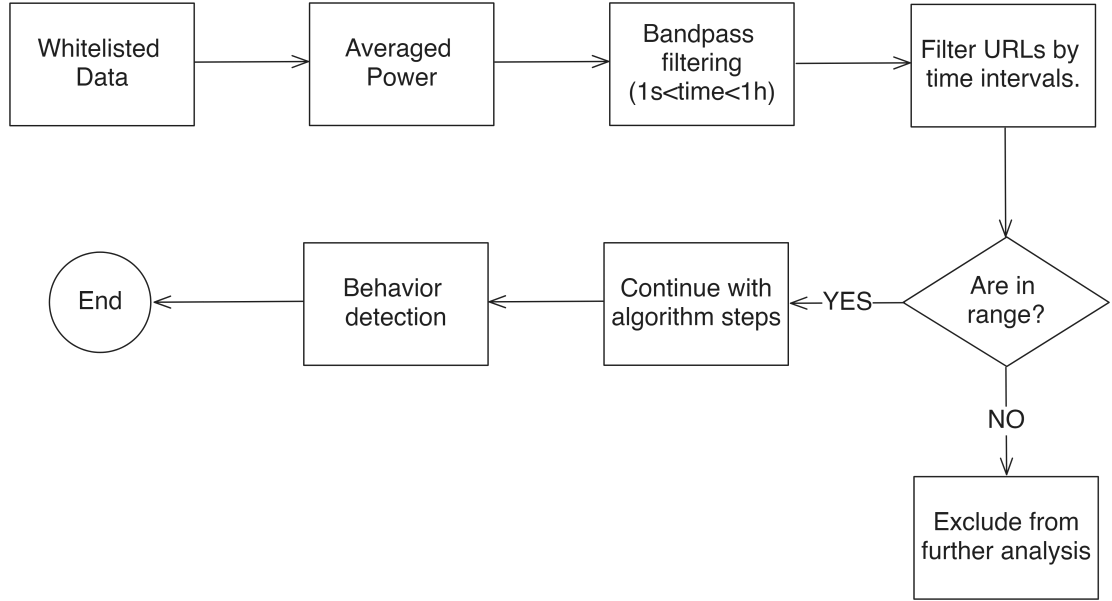 Whitelisted
Data
Averaged
Power
Bandpass
filtering
(1s<time<1h)
Filter URLs by
time intervals.
Are in
range?
YES
Continue with
algorithm steps
Behavior
detection
End
NO
Exclude from
further analysis